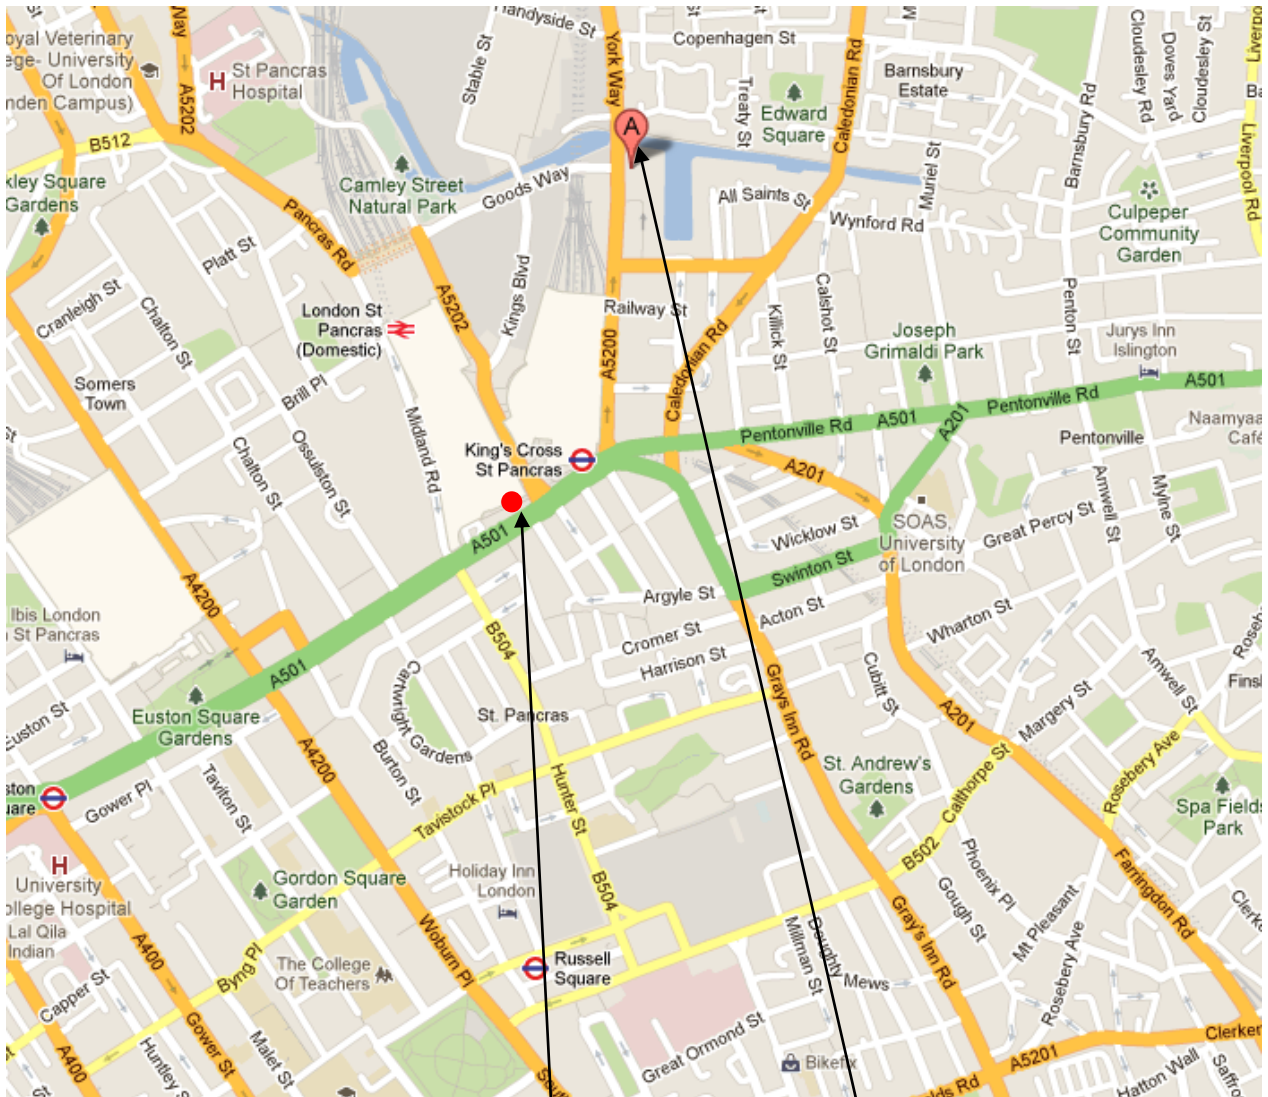 Handyside St
York Way
Copenhagen St
Caledonian Rd
Cloudesley Rd
Doves Yard
Cloudesley St
Way
A5202
St Pancras
Hospital
H
Stable St
A
Treaty St
Edward
Square
Barnsbury
Estate
Barnsbury Rd
Liverpool Rd
Of London
B512
Camley Street
Natural Park
Goods Way
All Saints St
Muriel St
Wynford Rd
Culpeper
Community
Garden
Gardens
Pancras Rd
Platt St
Cranleigh St
Chalton St
A5202
Kings Blvd
London St
Pancras
(Domestic)
Railway St
A5200
Killick St
Calshot St
Penton St
Joseph
Grimaldi Park
Jurys Inn
Islington
A501
Caledonian Rd
Somers
Town
Brill Pl
Midland Rd
Pentonville Rd
A501
A201
Pentonville Rd
Chalton St
Ossulston St
King's Cross
St Pancras
A201
Pentonville
Amwell St
Mylne St
A501
Wicklow St
Swinton St
SOAS,
University
of London
Great Percy St
A4200
Ibis London
St Pancras
Argyle St
Acton St
Cromer St
Harrison St
B504
Wharton St
Cubitt St
Amwell St
A501
Euston Square
Gardens
Euston St
Cartwright Gardens
St. Pancras
Grays Inn Rd
A201
Margery St
A4200
Burton St
Hunter St
Tavistock Pl
St. Andrew's
Gardens
Calthorpe St
Rosebery Ave
Gower Pl
Taviton St
Spa Fields
Park
H
University
College Hospital
Lal Qila
Indian
Gordon Square
Garden
Holiday Inn
London
B504
B502
Phoenix Pl
Gough St
Gray's Inn Rd
Mt Pleasant
Farringdon Rd
A400
Byng Pl
Woburn Pl
The College
Of Teachers
Russell
Square
Doughty
Mews
Millman St
Rosebery Ave
Capper St
Gower St
Malet St
Huntley St
A400
Great Ormond St
Bikefix
A5201
Hatton Wall